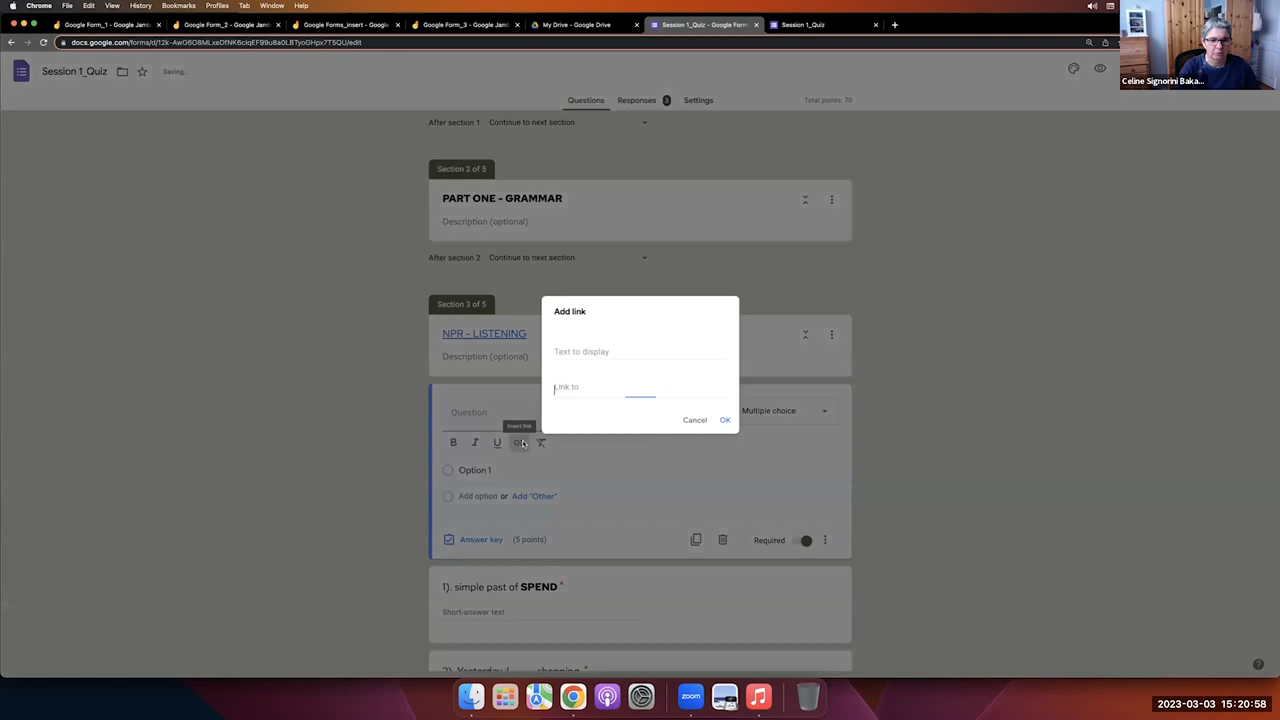 Chrome File Edit View History Bookmarks Profiles Tab Window Help
Google Form_1 - Google Jamb
Google Form_2 - Google Jamb
Google Forms_insert - Google
Google Form_3 - Google Jamb
My Drive - Google Drive
Session 1_Quiz - Google Form
Session 1_Quiz
Session 1_Quiz
Saving...
Celine Signorini Baka...
Questions Responses 3 Settings
Total points: 70
After section 1 Continue to next section
Section 2 of 5
PART ONE - GRAMMAR
Description (optional)
After section 2 Continue to next section
Section 3 of 5
NPR - LISTENING
Description (optional)
Add link
Text to display
Link to
Cancel OK
Question
Multiple choice
Insert link
B I U
Option 1
Add option or Add "Other"
Answer key (5 points)
Required
1). simple past of SPEND *
Short-answer text
zoom
2023-03-03 15:20:58